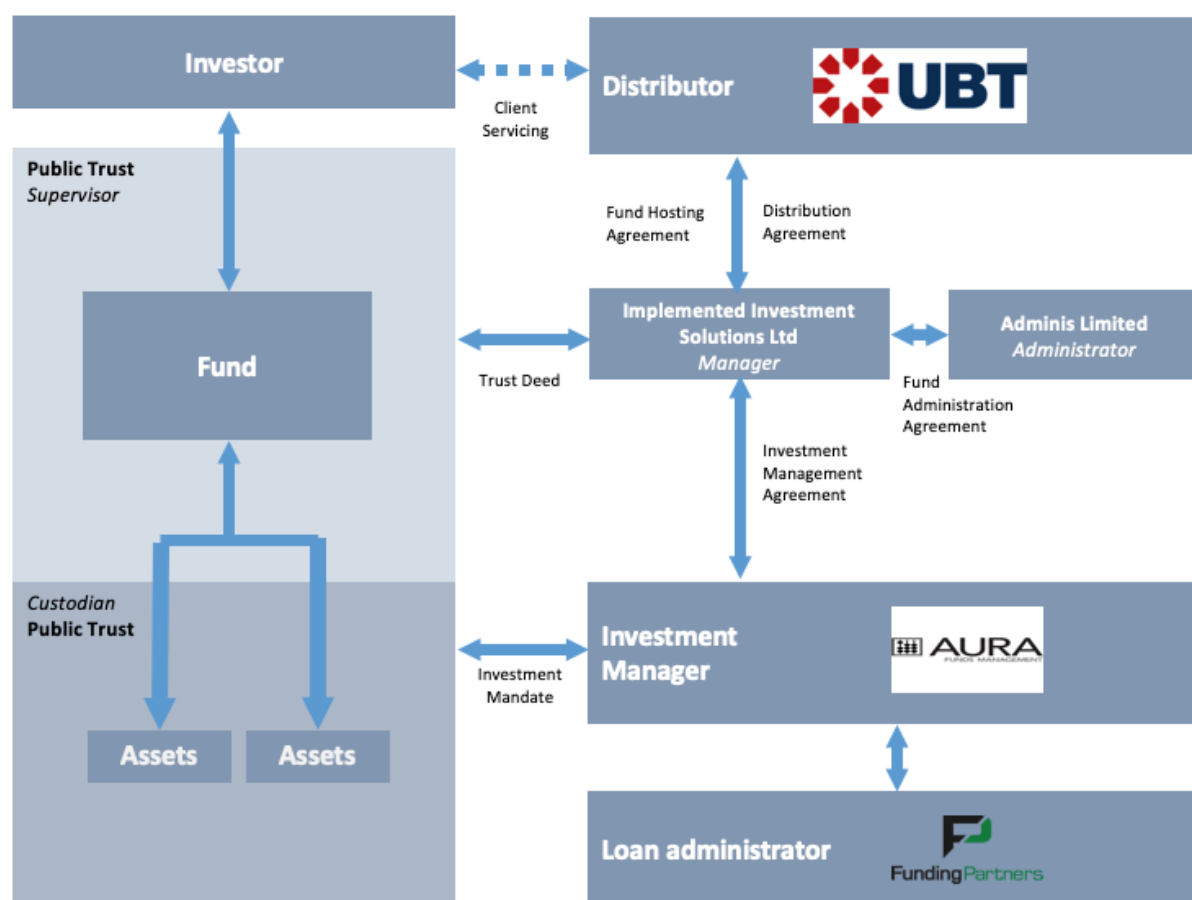 Investor
Client
Servicing
Distributor
UBT
Public Trust
Supervisor
Fund Hosting
Agreement
Distribution
Agreement
Fund
Trust Deed
Implemented Investment
Solutions Ltd
Manager
Adminis Limited
Administrator
Fund
Administration
Agreement
Investment
Management
Agreement
Custodian
Public Trust
Investment
Mandate
Investment
Manager
AURA
FUNDS MANAGEMENT
Assets
Assets
Loan administrator
FundingPartners